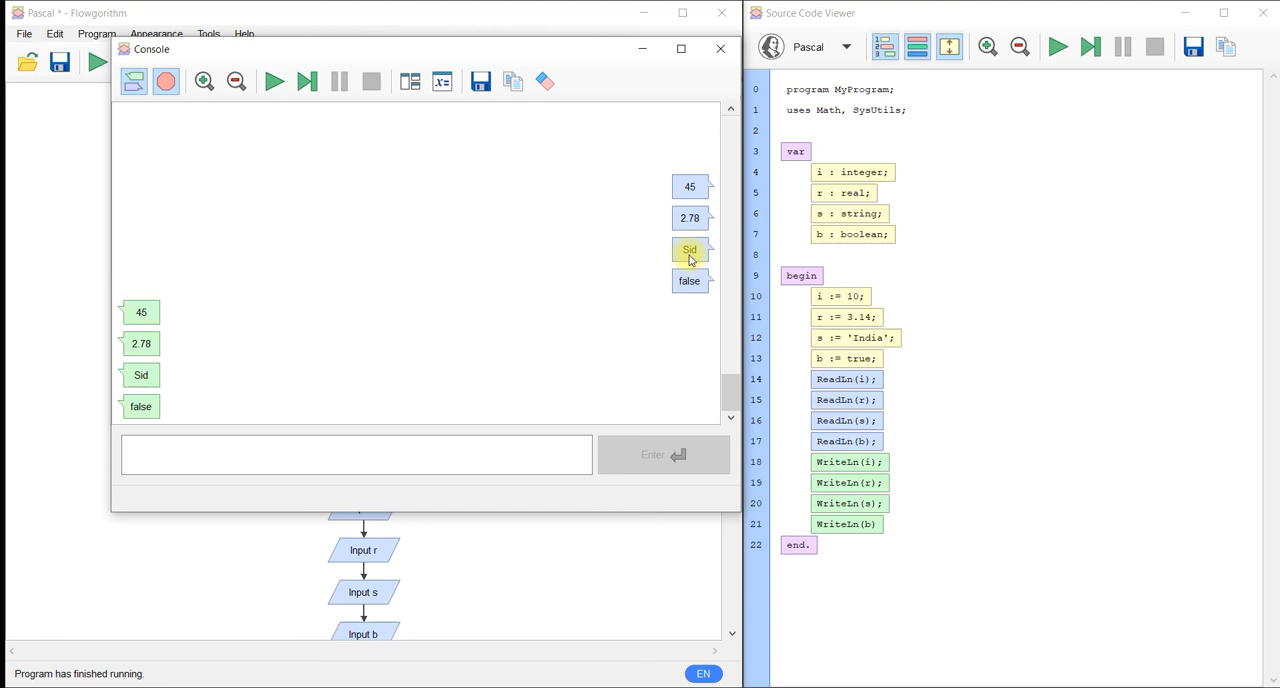 Pascal * - Flowgorithm
File Edit Program Appearance Tools Help
Console
45
2.78
Sid
false
45
2.78
Sid
false
Enter
Input r
Input s
Input b
Program has finished running.
EN
Source Code Viewer
Pascal
0 program MyProgram;
1 uses Math, SysUtils;
2
3 var
4 i : integer;
5 r : real;
6 s : string;
7 b : boolean;
8
9 begin
10 i := 10;
11 r := 3.14;
12 s := 'India';
13 b := true;
14 ReadLn(i);
15 ReadLn(r);
16 ReadLn(s);
17 ReadLn(b);
18 WriteLn(i);
19 WriteLn(r);
20 WriteLn(s);
21 WriteLn(b)
22 end.